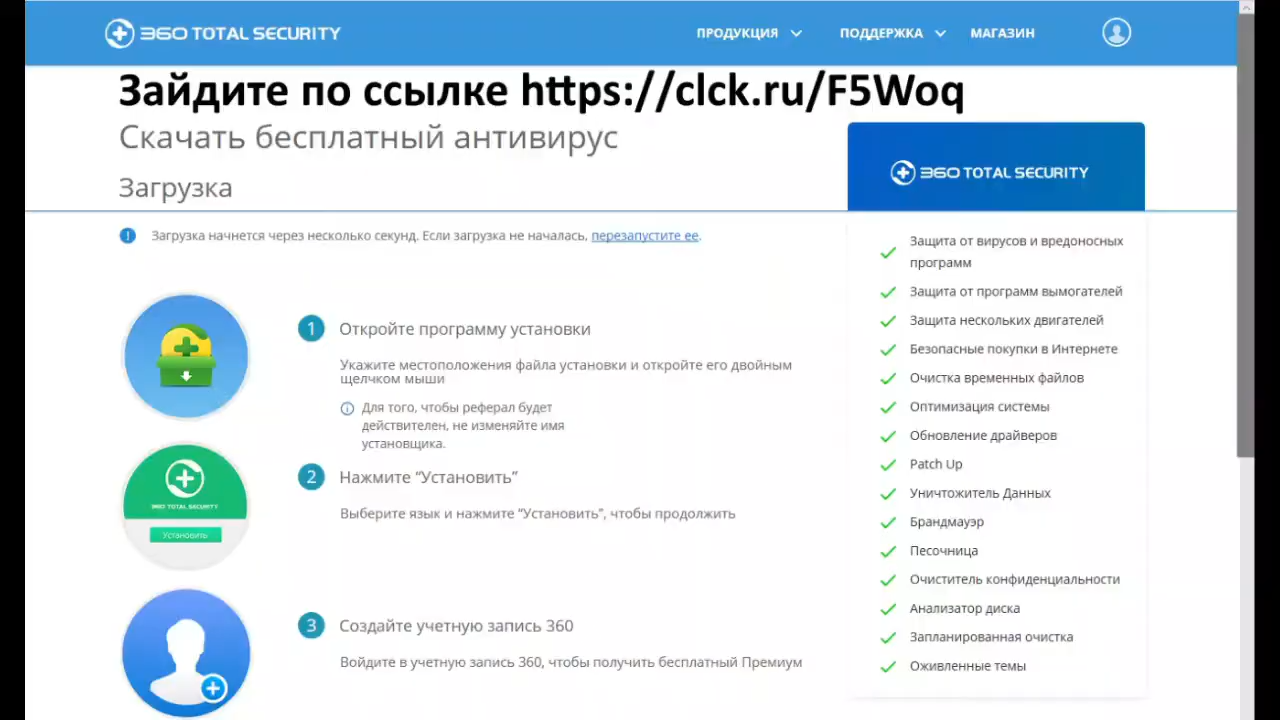 360 TOTAL SECURITY
ПРОДУКЦИЯ
ПОДДЕРЖКА
МАГАЗИН
Зайдите по ссылке https://clck.ru/F5Woq
Скачать бесплатный антивирус
Загрузка
360 TOTAL SECURITY
Загрузка начнется через несколько секунд. Если загрузка не началась, перезапустите ее.
1 Откройте программу установки
Укажите местоположения файла установки и откройте его двойным
щелчком мыши
Для того, чтобы реферал будет
действителен, не изменяйте имя
установщика.
360 TOTAL SECURITY
Установить
2 Нажмите “Установить”
Выберите язык и нажмите “Установить”, чтобы продолжить
3 Создайте учетную запись 360
Войдите в учетную запись 360, чтобы получить бесплатный Премиум
Защита от вирусов и вредоносных
программ
Защита от программ вымогателей
Защита нескольких двигателей
Безопасные покупки в Интернете
Очистка временных файлов
Оптимизация системы
Обновление драйверов
Patch Up
Уничтожитель Данных
Брандмауэр
Песочница
Очиститель конфиденциальности
Анализатор диска
Запланированная очистка
Оживленные темы